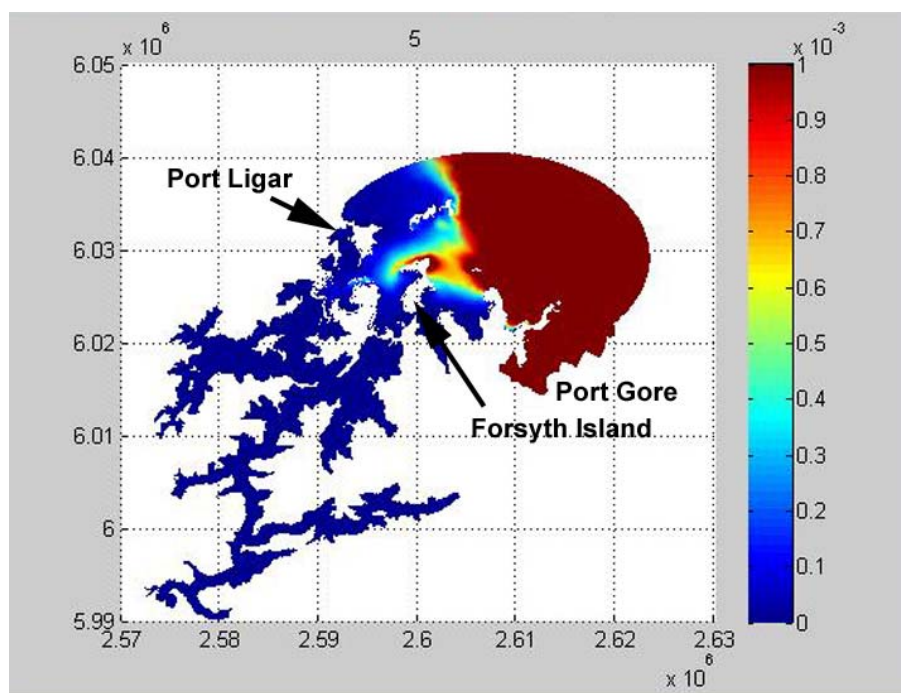 x 10^6
5
x 10^-3
6.05
6.04
6.03
6.02
6.01
6
5.99
Port Ligar
Port Gore
Forsyth Island
1
0.9
0.8
0.7
0.6
0.5
0.4
0.3
0.2
0.1
0
2.57 2.58 2.59 2.6 2.61 2.62 2.63
x 10^6